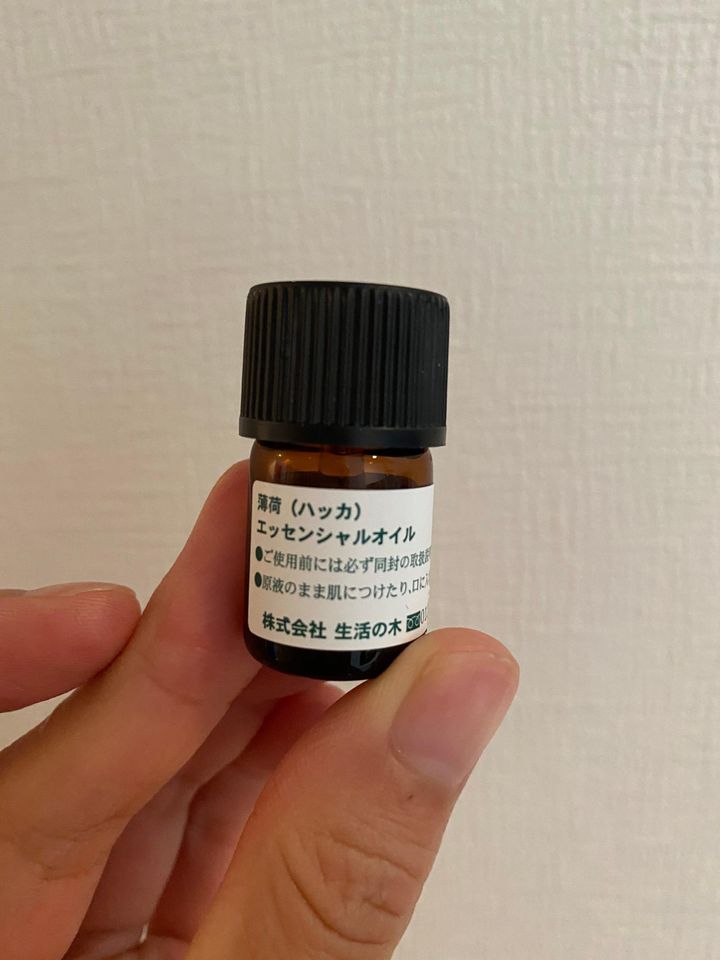 薄荷（ハッカ）
エッセンシャルオイル
●ご使用前には必ず同封の取扱
●原液のまま肌につけたり、口に
株式会社 生活の木